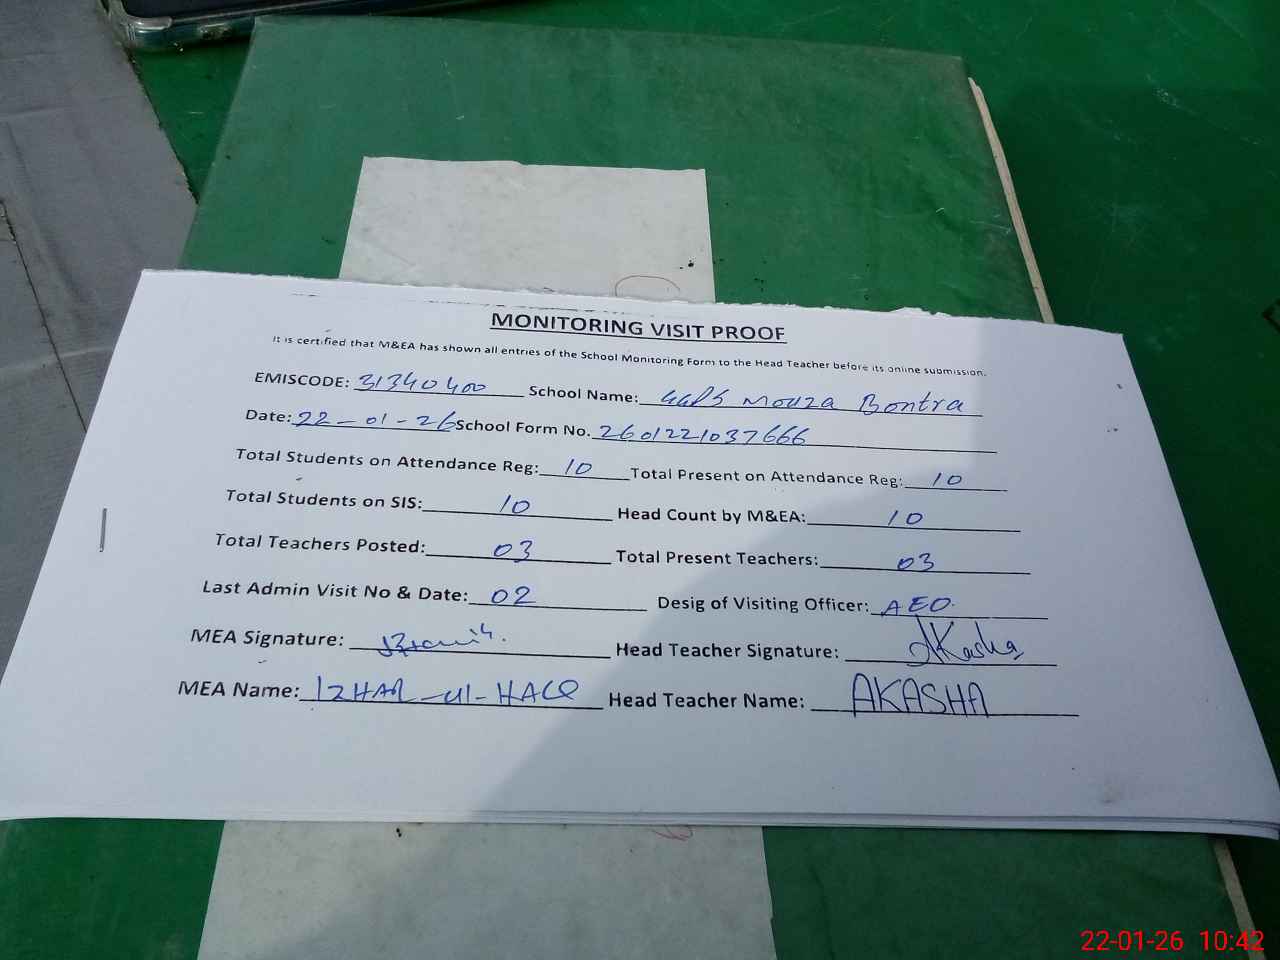 MONITORING VISIT PROOF
It is certified that M&EA has shown all entries of the School Monitoring Form to the Head Teacher before its online submission.
EMISCODE: 31340400 School Name: GGPS Mouza Bontra
Date: 22-01-26 School Form No. 2601221037666
Total Students on Attendance Reg: 10 Total Present on Attendance Reg: 10
Total Students on SIS: 10 Head Count by M&EA: 10
Total Teachers Posted: 03 Total Present Teachers: 03
Last Admin Visit No & Date: 02 Desig of Visiting Officer: AEO.
MEA Signature: Head Teacher Signature: Akasha
MEA Name: IZHAR-ul-HAQ Head Teacher Name: AKASHA
22-01-26 10:42